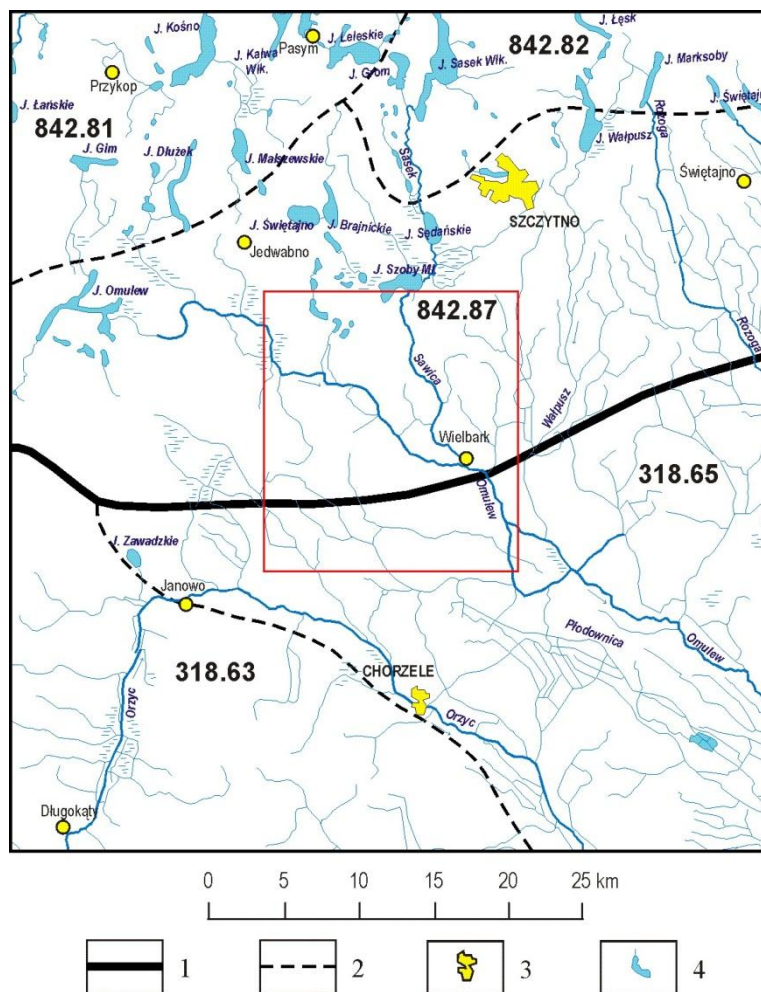 J. Kośno
Pasym
J. Leleskie
842.82
J. Łęsk
J. Kalwa
Wlk.
J. Grom
J. Sasek Wlk.
J. Marksoby
Przykop
J. Łańskie
842.81
J. Gim
J. Dłużek
J. Małszewskie
Sasek
J. Wałpusz
Rozoga
J. Świętajno
Świętajno
SZCZYTNO
J. Świętajno
J. Brajnickie
J. Sędańskie
Jedwabno
J. Szoby Mł.
J. Omulew
842.87
Rozoga
Sawica
Wałpusz
Wielbark
318.65
Omulew
J. Zawadzkie
Janowo
Płodownica
Omulew
318.63
CHORZELE
Orzyc
Orzyc
Długokąty
0 5 10 15 20 25 km
1 2 3 4